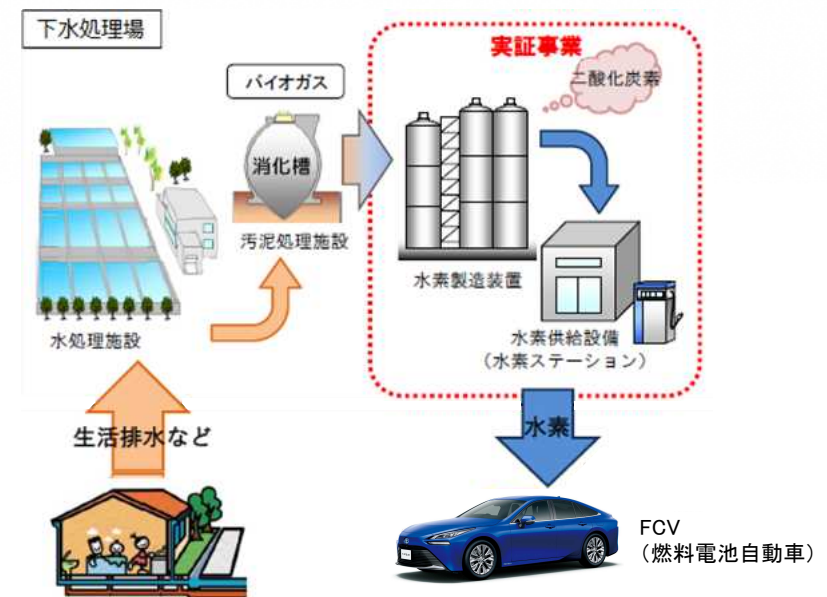 下水処理場
実証事業
二酸化炭素
バイオガス
消化槽
汚泥処理施設
水素製造装置
水処理施設
水素供給設備
（水素ステーション）
生活排水など
水素
FCV
（燃料電池自動車）